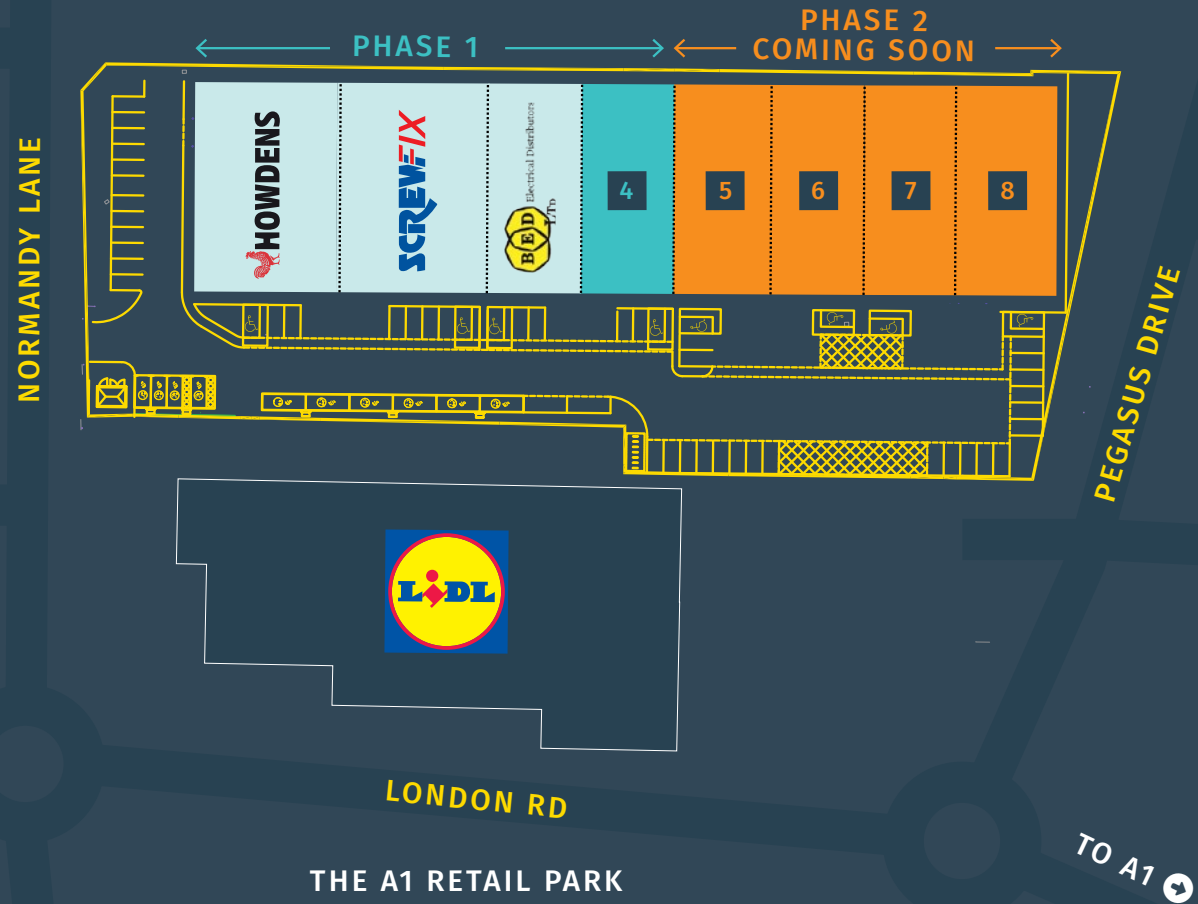 PHASE 1
PHASE 2
COMING SOON
NORMANDY LANE
HOWDENS
SCREWFIX
BED LTD
Electrical Distributors
4
5
6
7
8
PEGASUS DRIVE
LIDL
LONDON RD
THE A1 RETAIL PARK
TO A1